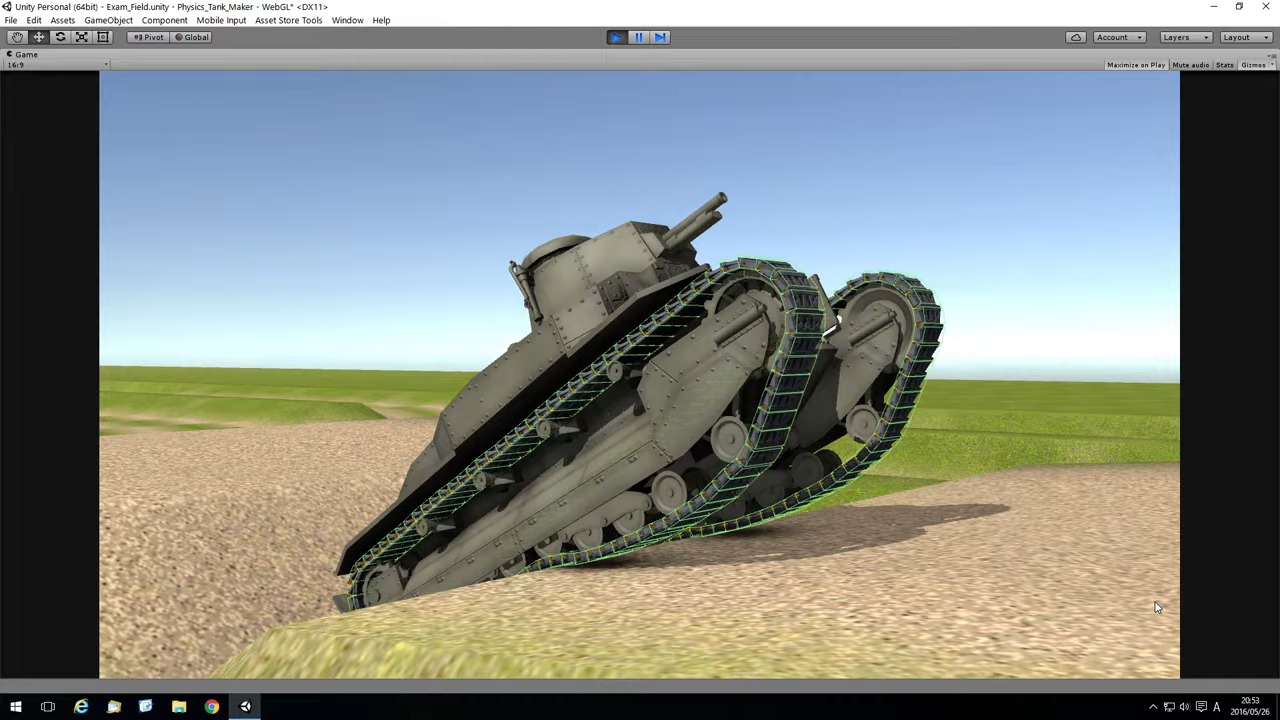 Unity Personal (64bit) - Exam_Field.unity - Physics_Tank_Maker - WebGL* <DX11>
File Edit Assets GameObject Component Mobile Input Asset Store Tools Window Help
Pivot Global Account Layers Layout
Game
16:9 Maximize on Play Mute audio Stats Gizmos
A 20:53
2016/05/26